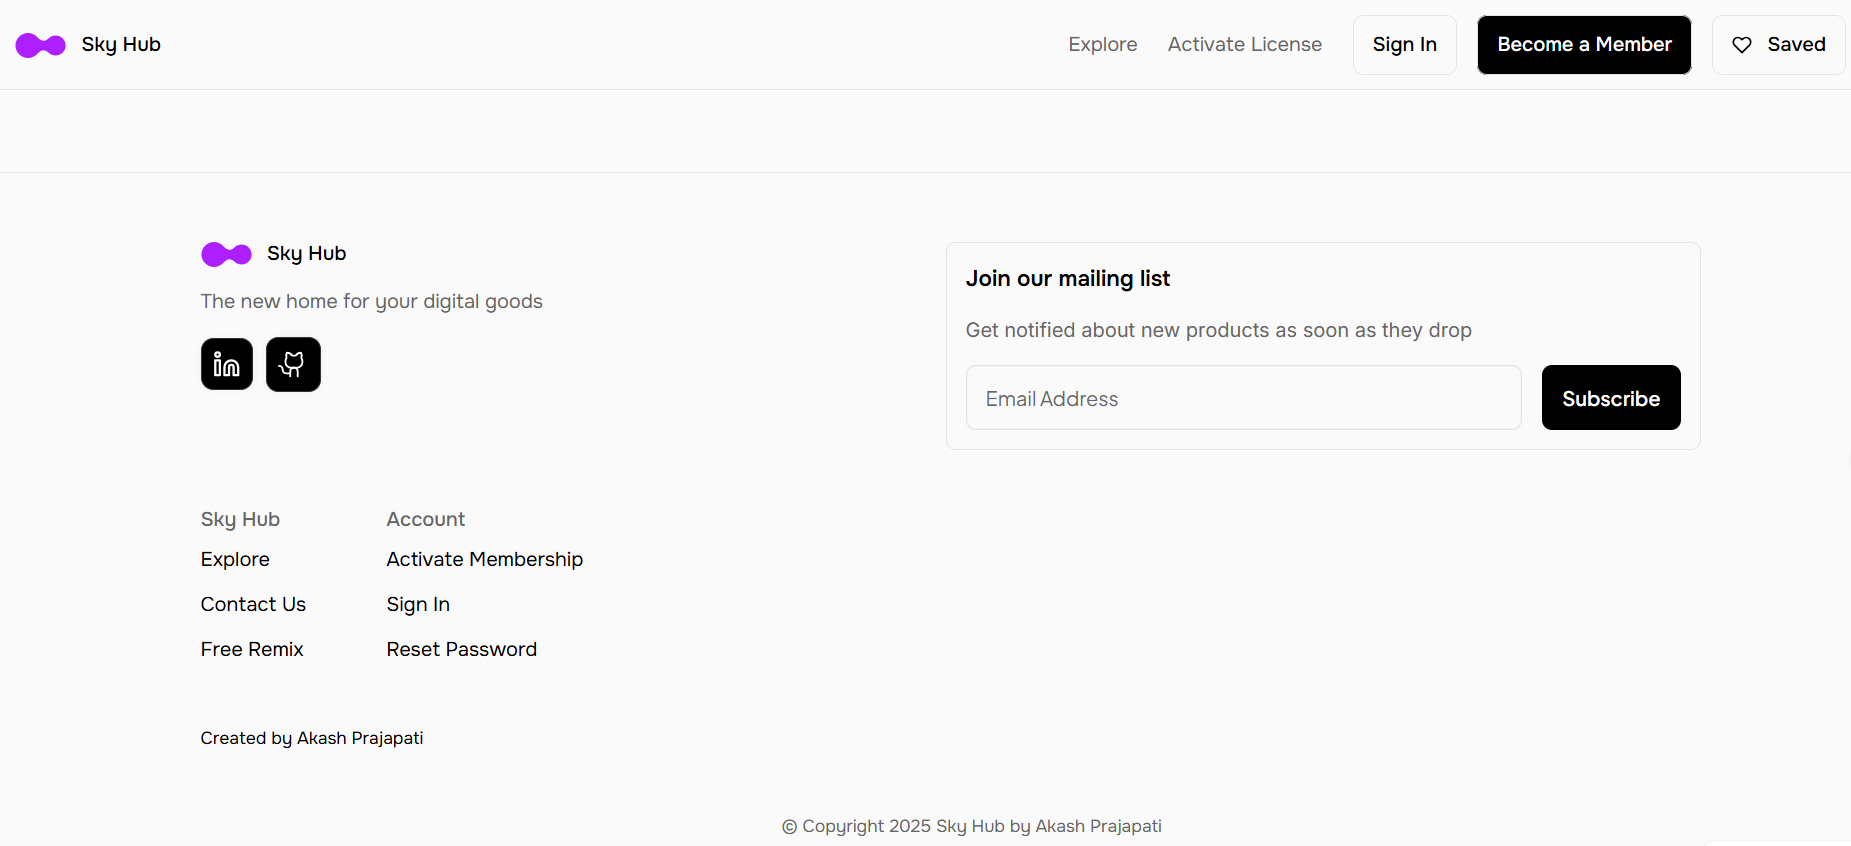 Sky Hub
Explore
Activate License
Sign In
Become a Member
Saved
Sky Hub
The new home for your digital goods
in
Join our mailing list
Get notified about new products as soon as they drop
Email Address
Subscribe
Sky Hub
Explore
Contact Us
Free Remix
Account
Activate Membership
Sign In
Reset Password
Created by Akash Prajapati
© Copyright 2025 Sky Hub by Akash Prajapati